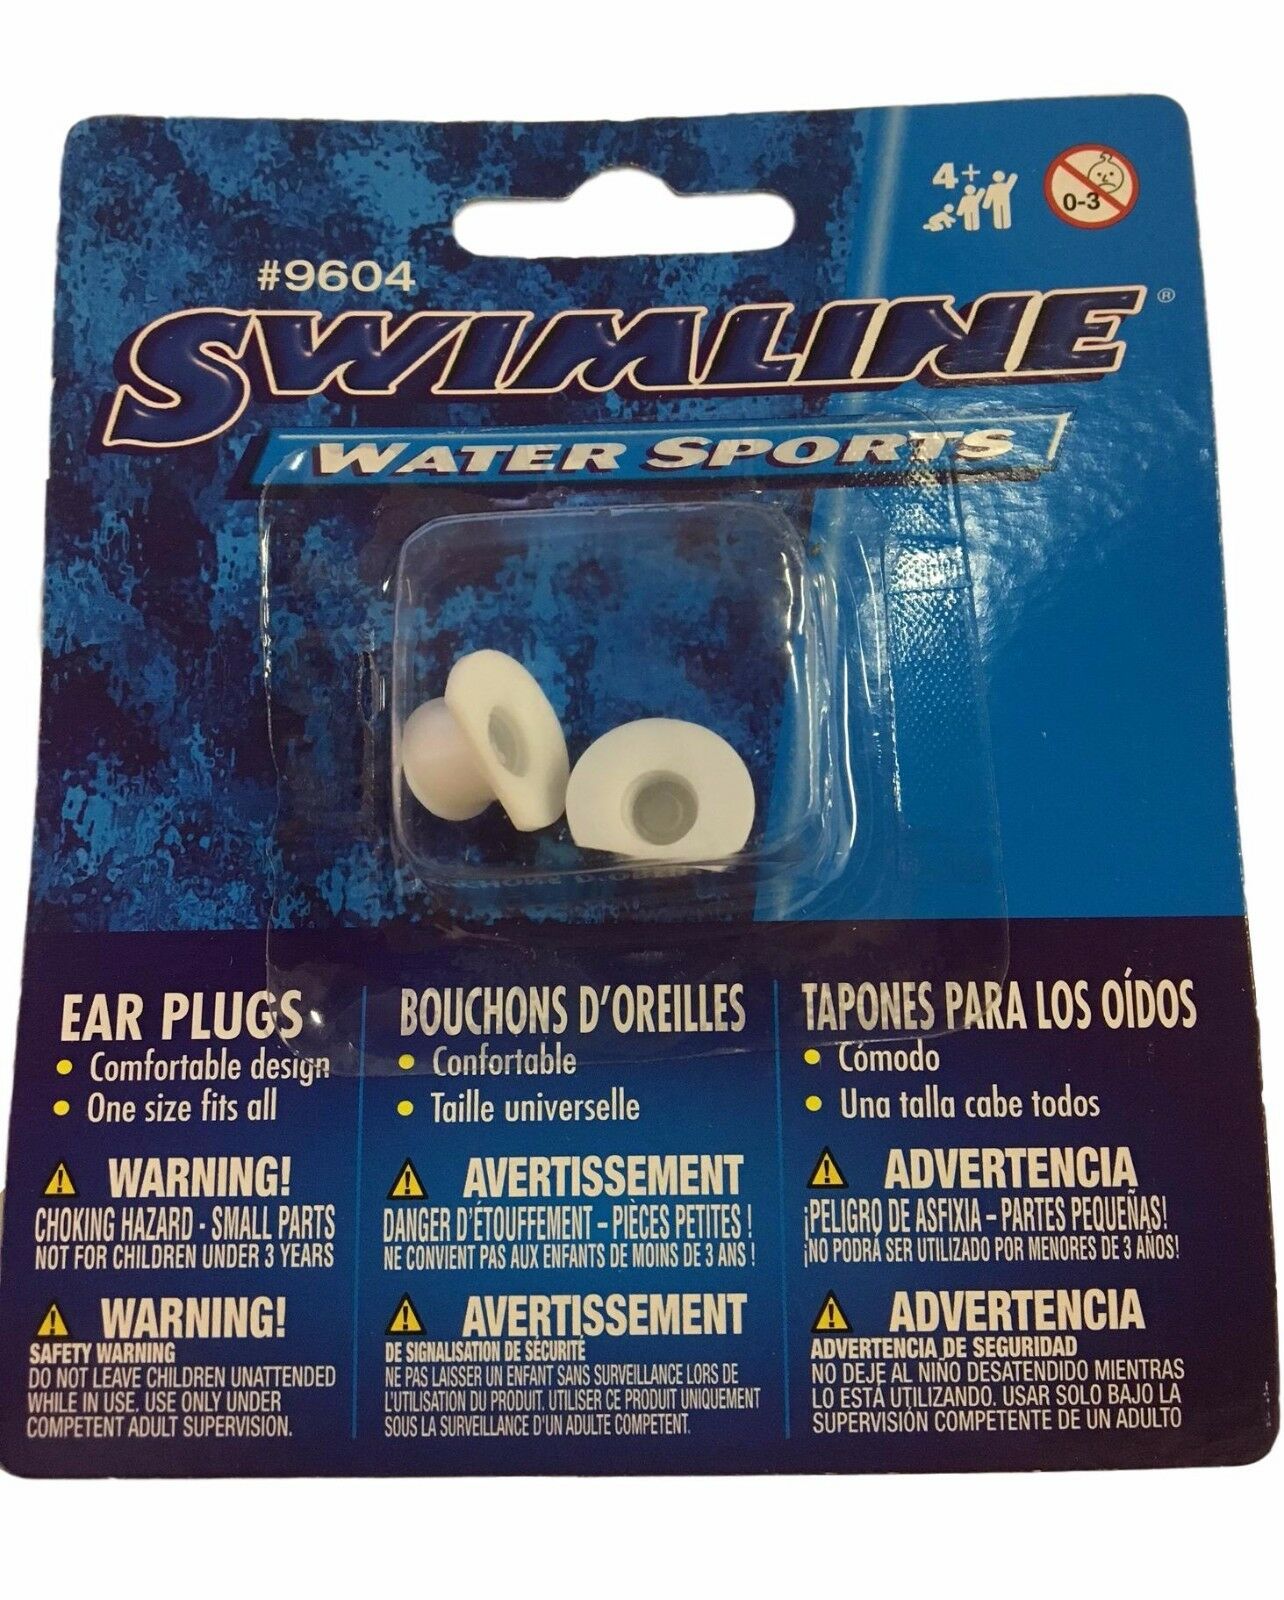 4+
0-3
#9604
SWIMLINE®
WATER SPORTS
EAR PLUGS
• Comfortable design
• One size fits all
WARNING!
CHOKING HAZARD - SMALL PARTS
NOT FOR CHILDREN UNDER 3 YEARS
WARNING!
SAFETY WARNING
DO NOT LEAVE CHILDREN UNATTENDED
WHILE IN USE. USE ONLY UNDER
COMPETENT ADULT SUPERVISION.
BOUCHONS D'OREILLES
• Confortable
• Taille universelle
AVERTISSEMENT
DANGER D'ÉTOUFFEMENT – PIÈCES PETITES !
NE CONVIENT PAS AUX ENFANTS DE MOINS DE 3 ANS !
AVERTISSEMENT
DE SIGNALISATION DE SÉCURITÉ
NE PAS LAISSER UN ENFANT SANS SURVEILLANCE LORS DE
L'UTILISATION DU PRODUIT. UTILISER CE PRODUIT UNIQUEMENT
SOUS LA SURVEILLANCE D'UN ADULTE COMPETENT.
TAPONES PARA LOS OÍDOS
• Cómodo
• Una talla cabe todos
ADVERTENCIA
¡PELIGRO DE ASFIXIA – PARTES PEQUEÑAS!
¡NO PODRÁ SER UTILIZADO POR MENORES DE 3 AÑOS!
ADVERTENCIA
ADVERTENCIA DE SEGURIDAD
NO DEJE AL NIÑO DESATENDIDO MIENTRAS
LO ESTÁ UTILIZANDO. USAR SOLO BAJO LA
SUPERVISIÓN COMPETENTE DE UN ADULTO